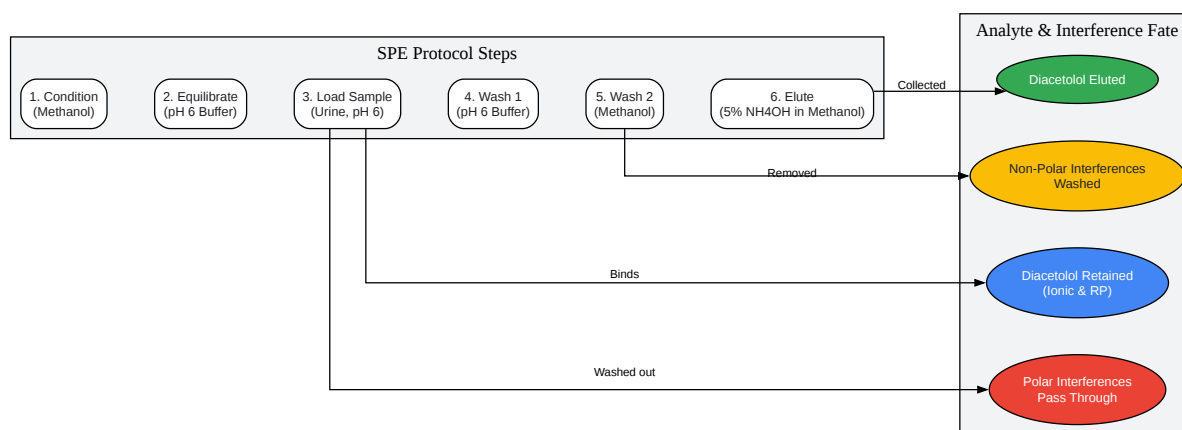 SPE Protocol Steps
1. Condition
(Methanol)
2. Equilibrate
(pH 6 Buffer)
3. Load Sample
(Urine, pH 6)
4. Wash 1
(pH 6 Buffer)
5. Wash 2
(Methanol)
6. Elute
(5% NH4OH in Methanol)
Collected
Removed
Binds
Washed out
Analyte & Interference Fate
Diacetolol Eluted
Non-Polar Interferences
Washed
Diacetolol Retained
(Ionic & RP)
Polar Interferences
Pass Through